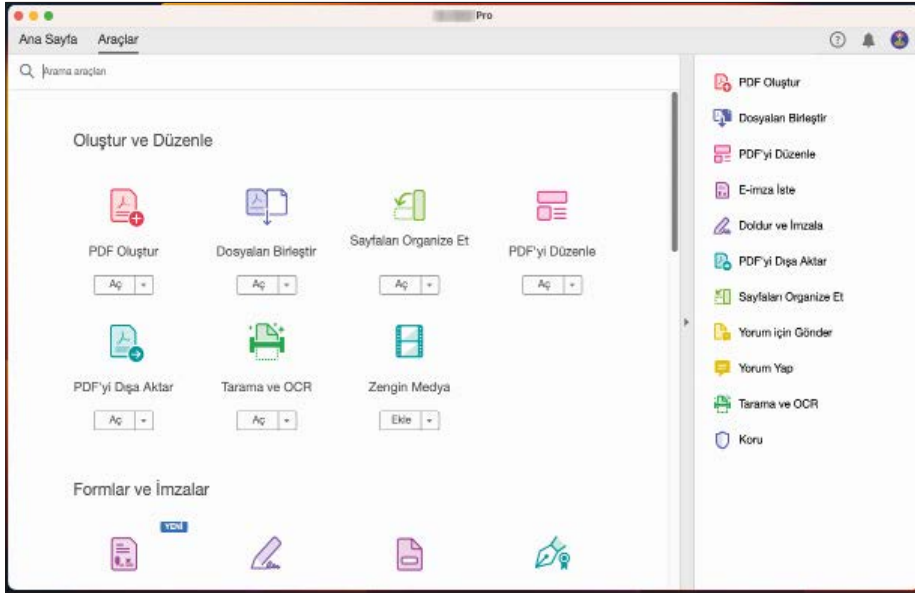 Pro
Ana Sayfa Araçlar
Arama araçları
Oluştur ve Düzenle
PDF Oluştur
Aç
Dosyaları Birleştir
Aç
Sayfaları Organize Et
Aç
PDF'yi Düzenle
Aç
PDF'yi Dışa Aktar
Aç
Tarama ve OCR
Aç
Zengin Medya
Ekle
Formlar ve İmzalar
YENİ
PDF Oluştur
Dosyaları Birleştir
PDF'yi Düzenle
E-imza İste
Doldur ve İmzala
PDF'yi Dışa Aktar
Sayfaları Organize Et
Yorum için Gönder
Yorum Yap
Tarama ve OCR
Koru